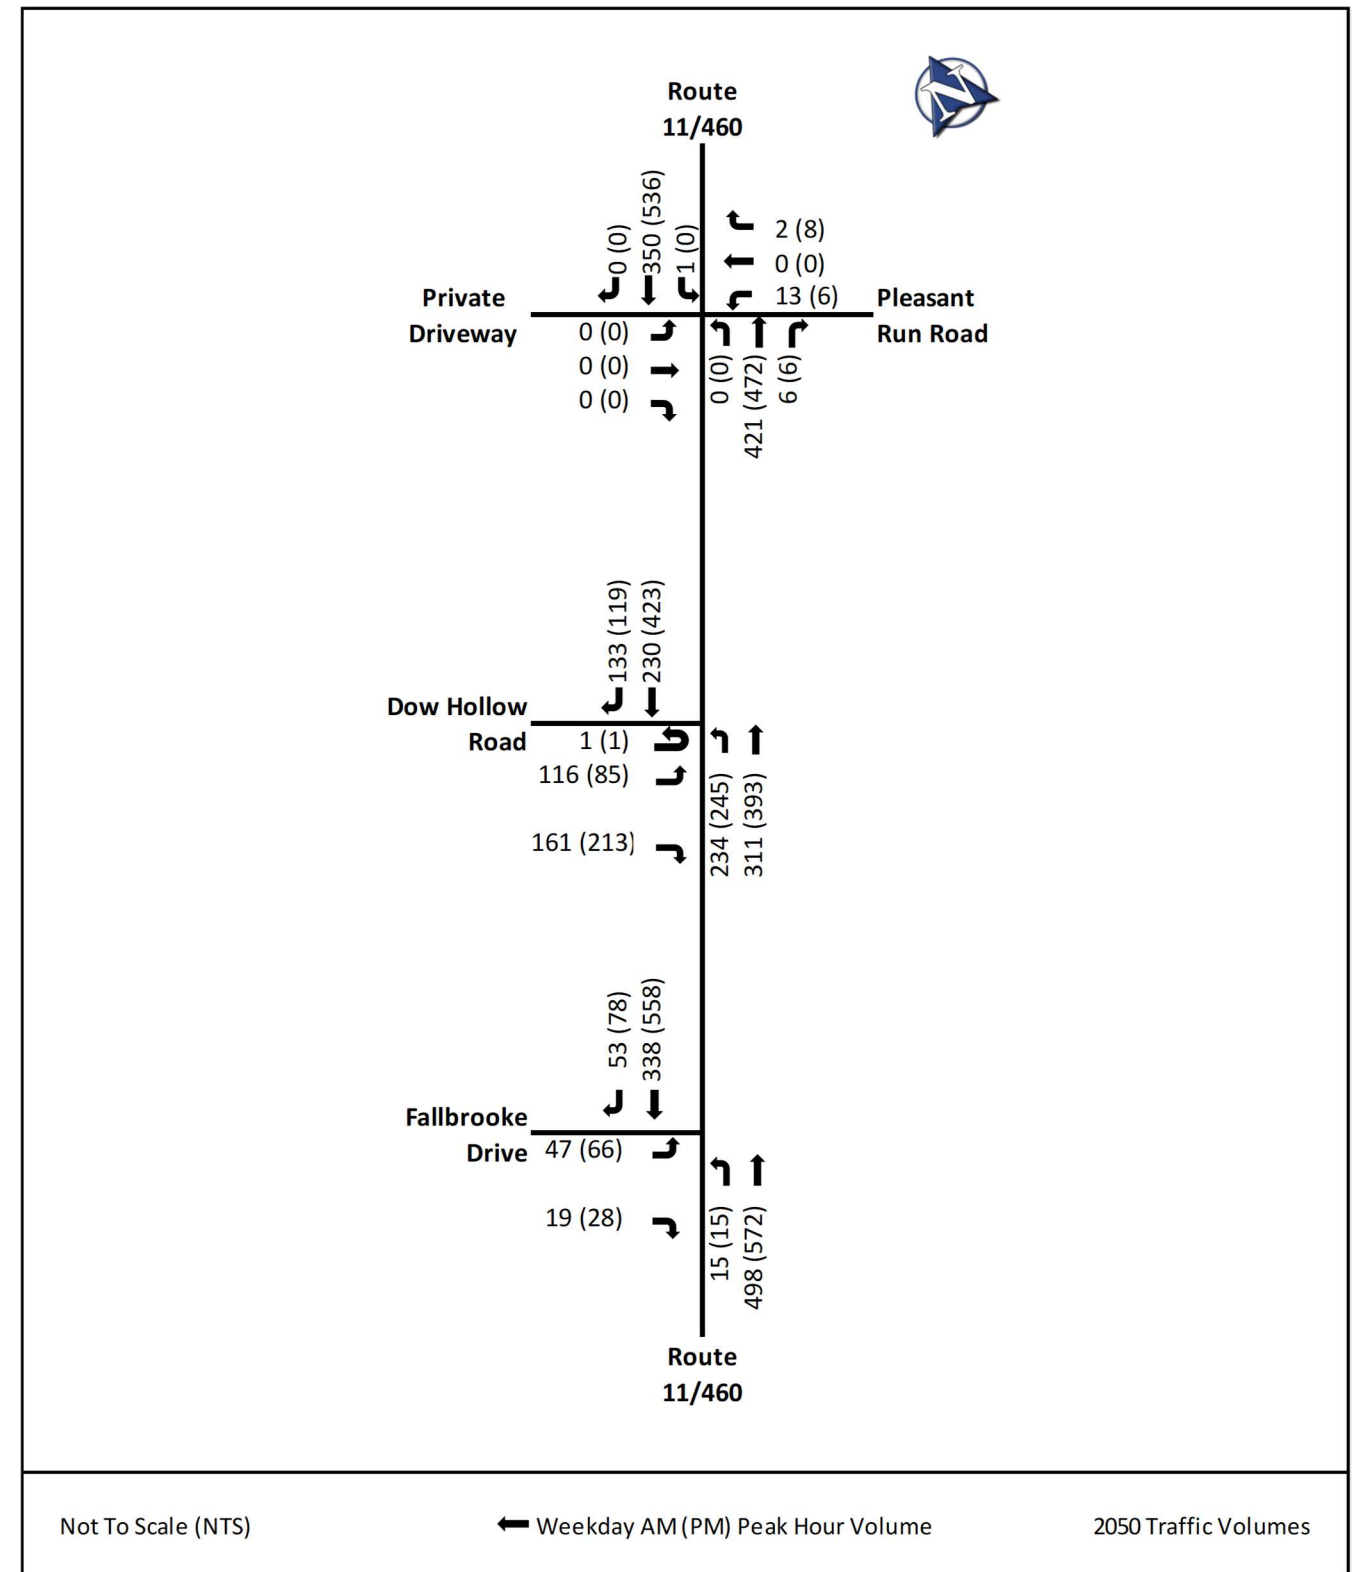 N
Route
11/460
0 (0)
350 (536)
1 (0)
2 (8)
0 (0)
13 (6)
Private
Driveway
Pleasant
Run Road
0 (0)
0 (0)
0 (0)
0 (0)
421 (472)
6 (6)
133 (119)
230 (423)
Dow Hollow
Road
1 (1)
116 (85)
161 (213)
234 (245)
311 (393)
53 (78)
338 (558)
Fallbrooke
Drive
47 (66)
19 (28)
15 (15)
498 (572)
Route
11/460
Not To Scale (NTS)
Weekday AM (PM) Peak Hour Volume
2050 Traffic Volumes